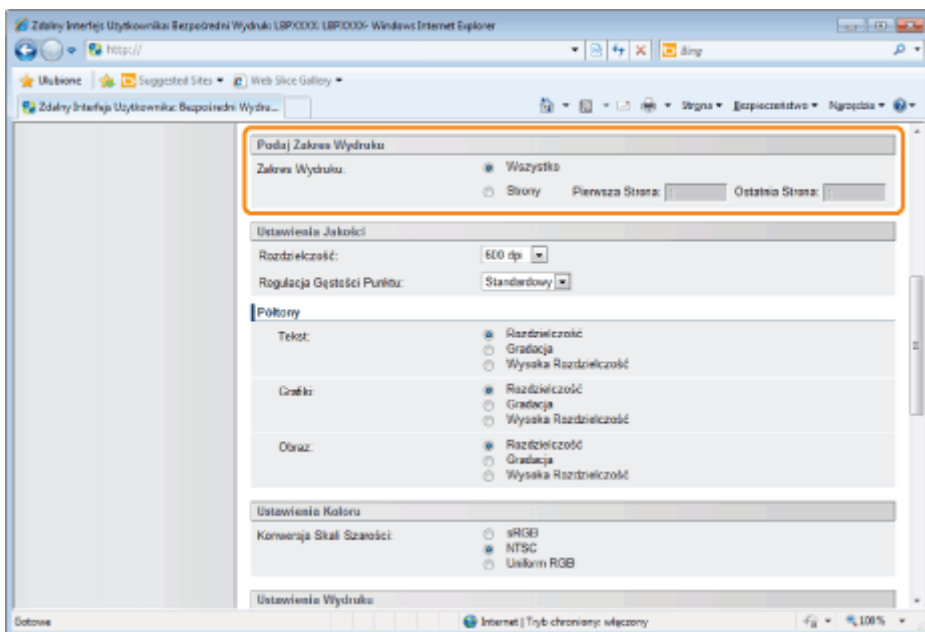 Zdalny Interfejs Użytkownika: Bezpośredni Wydruk: LBPXXXX: LBPXXXX- Windows Internet Explorer
http://
Bing
Ulubione Suggested Sites Web Slice Gallery
Zdalny Interfejs Użytkownika: Bezpośredni Wydru... Strona Bezpieczeństwo Narzędzia
Podaj Zakres Wydruku
Zakres Wydruku: Wszystko
Strony Pierwsza Strona: Ostatnia Strona:
Ustawienia Jakości
Rozdzielczość: 600 dpi
Regulacja Gęstości Punktu: Standardowy
Półtony
Tekst: Rozdzielczość
Gradacja
Wysoka Rozdzielczość
Grafiki: Rozdzielczość
Gradacja
Wysoka Rozdzielczość
Obraz: Rozdzielczość
Gradacja
Wysoka Rozdzielczość
Ustawienia Koloru
Konwersja Skali Szarości: sRGB
NTSC
Uniform RGB
Ustawienia Wydruku
Gotowe Internet | Tryb chroniony: włączony 100%